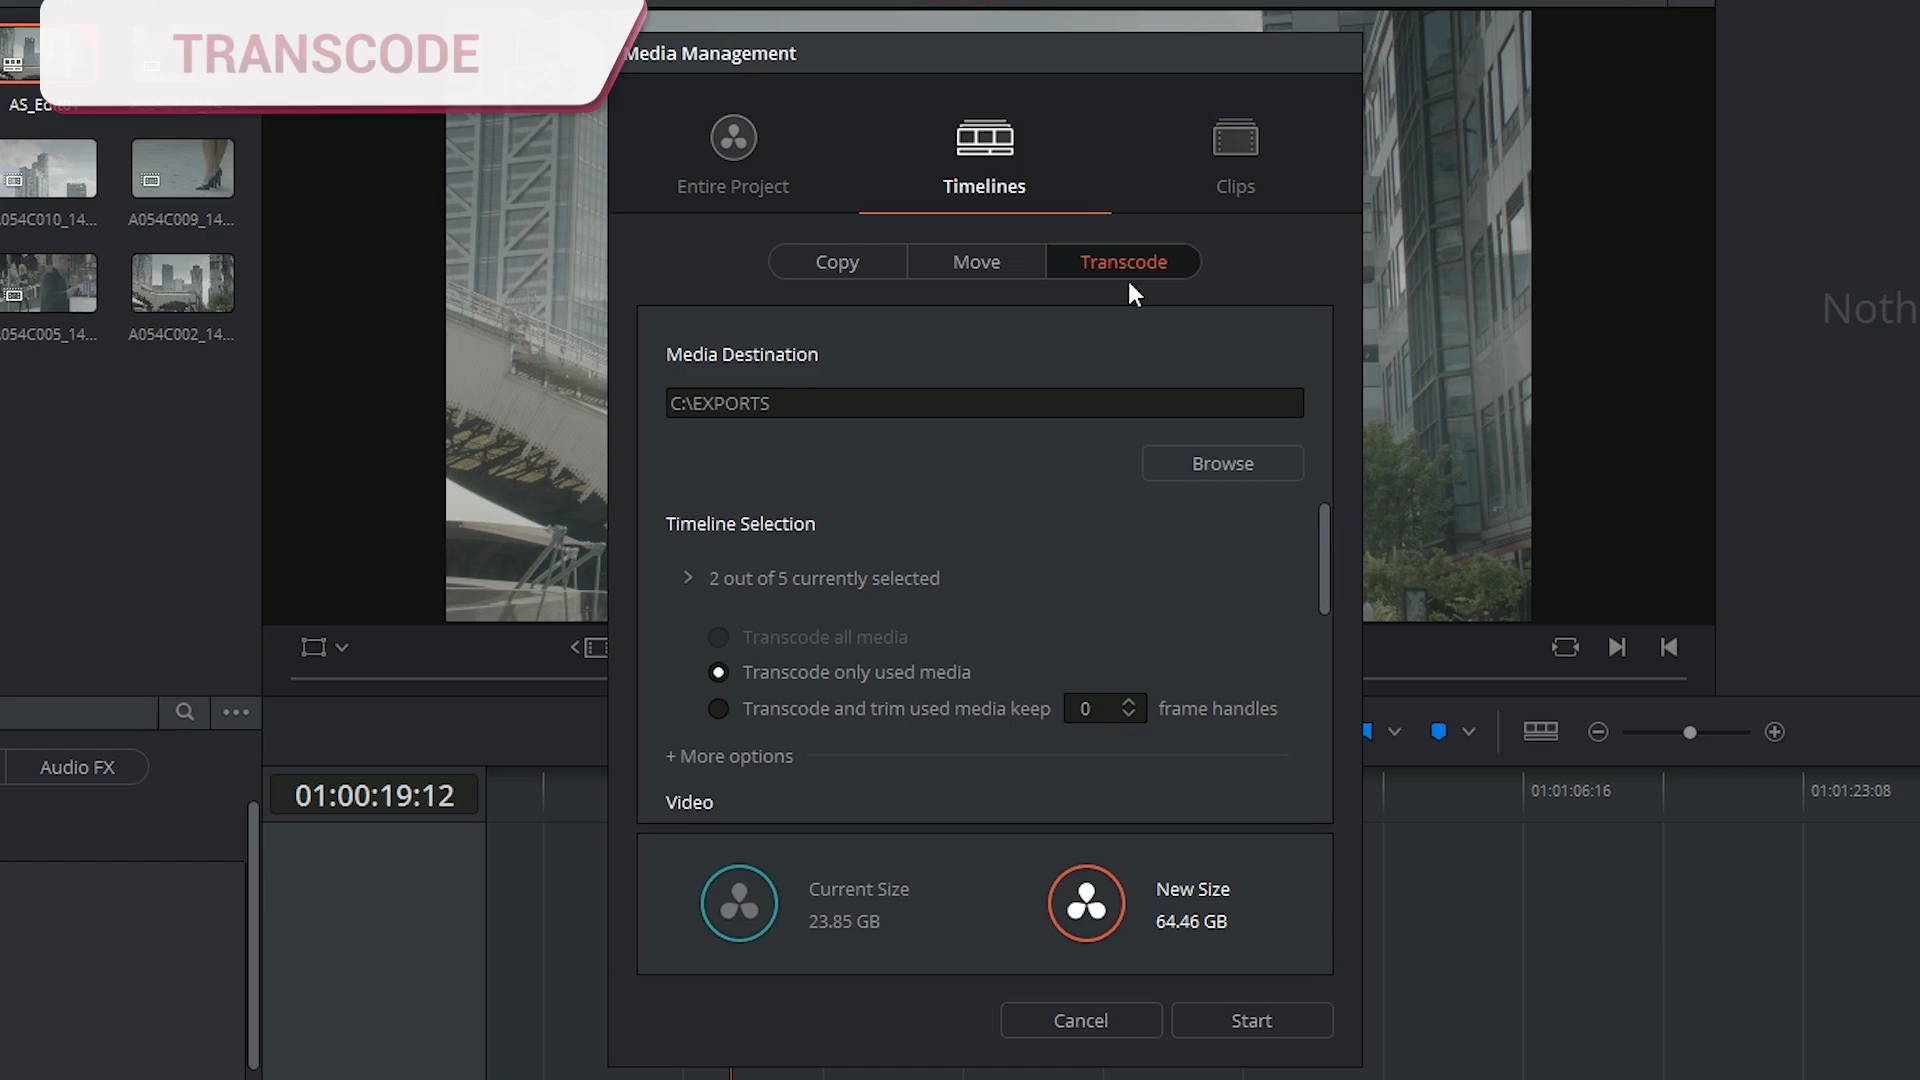 TRANSCODE
Media Management
Entire Project
Timelines
Clips
A054C009_14...
A054C002_14...
Copy
Move
Transcode
Media Destination
C:\EXPORTS
Browse
Timeline Selection
2 out of 5 currently selected
Transcode all media
Transcode only used media
Transcode and trim used media keep 0 frame handles
+ More options
Video
Current Size
23.85 GB
New Size
64.46 GB
Cancel
Start
Noth
054C010_14...
054C005_14...
Audio FX
01:00:19:12
01:01:06:16
01:01:23:08